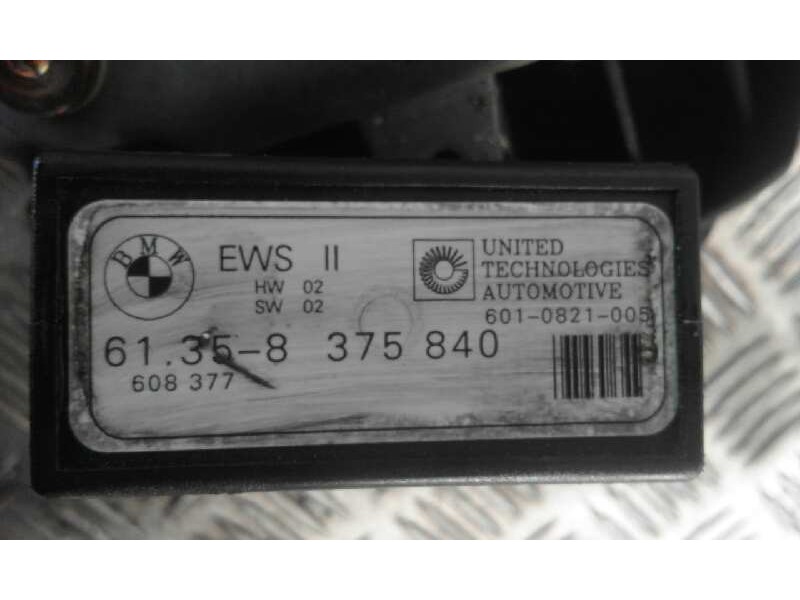 BMW
EWS II
HW 02
SW 02
UNITED
TECHNOLOGIES
AUTOMOTIVE
601-0821-005
61.35-8 375 840
608 377